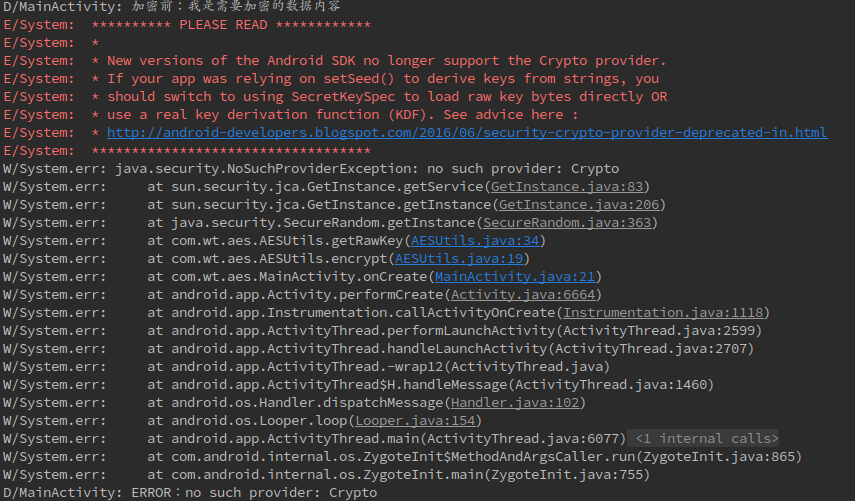 D/MainActivity: 加密前：我是需要加密的数据内容
E/System:  ********** PLEASE READ ************
E/System:  *
E/System:  * New versions of the Android SDK no longer support the Crypto provider.
E/System:  * If your app was relying on setSeed() to derive keys from strings, you
E/System:  * should switch to using SecretKeySpec to load raw key bytes directly OR
E/System:  * use a real key derivation function (KDF). See advice here :
E/System:  * http://android-developers.blogspot.com/2016/06/security-crypto-provider-deprecated-in.html
E/System:  **********************************
W/System.err: java.security.NoSuchProviderException: no such provider: Crypto
W/System.err:     at sun.security.jca.GetInstance.getService(GetInstance.java:83)
W/System.err:     at sun.security.jca.GetInstance.getInstance(GetInstance.java:206)
W/System.err:     at java.security.SecureRandom.getInstance(SecureRandom.java:363)
W/System.err:     at com.wt.aes.AESUtils.getRawKey(AESUtils.java:34)
W/System.err:     at com.wt.aes.AESUtils.encrypt(AESUtils.java:19)
W/System.err:     at com.wt.aes.MainActivity.onCreate(MainActivity.java:21)
W/System.err:     at android.app.Activity.performCreate(Activity.java:6664)
W/System.err:     at android.app.Instrumentation.callActivityOnCreate(Instrumentation.java:1118)
W/System.err:     at android.app.ActivityThread.performLaunchActivity(ActivityThread.java:2599)
W/System.err:     at android.app.ActivityThread.handleLaunchActivity(ActivityThread.java:2707)
W/System.err:     at android.app.ActivityThread.-wrap12(ActivityThread.java)
W/System.err:     at android.app.ActivityThread$H.handleMessage(ActivityThread.java:1460)
W/System.err:     at android.os.Handler.dispatchMessage(Handler.java:102)
W/System.err:     at android.os.Looper.loop(Looper.java:154)
W/System.err:     at android.app.ActivityThread.main(ActivityThread.java:6077) <1 internal calls>
W/System.err:     at com.android.internal.os.ZygoteInit$MethodAndArgsCaller.run(ZygoteInit.java:865)
W/System.err:     at com.android.internal.os.ZygoteInit.main(ZygoteInit.java:755)
D/MainActivity: ERROR：no such provider: Crypto